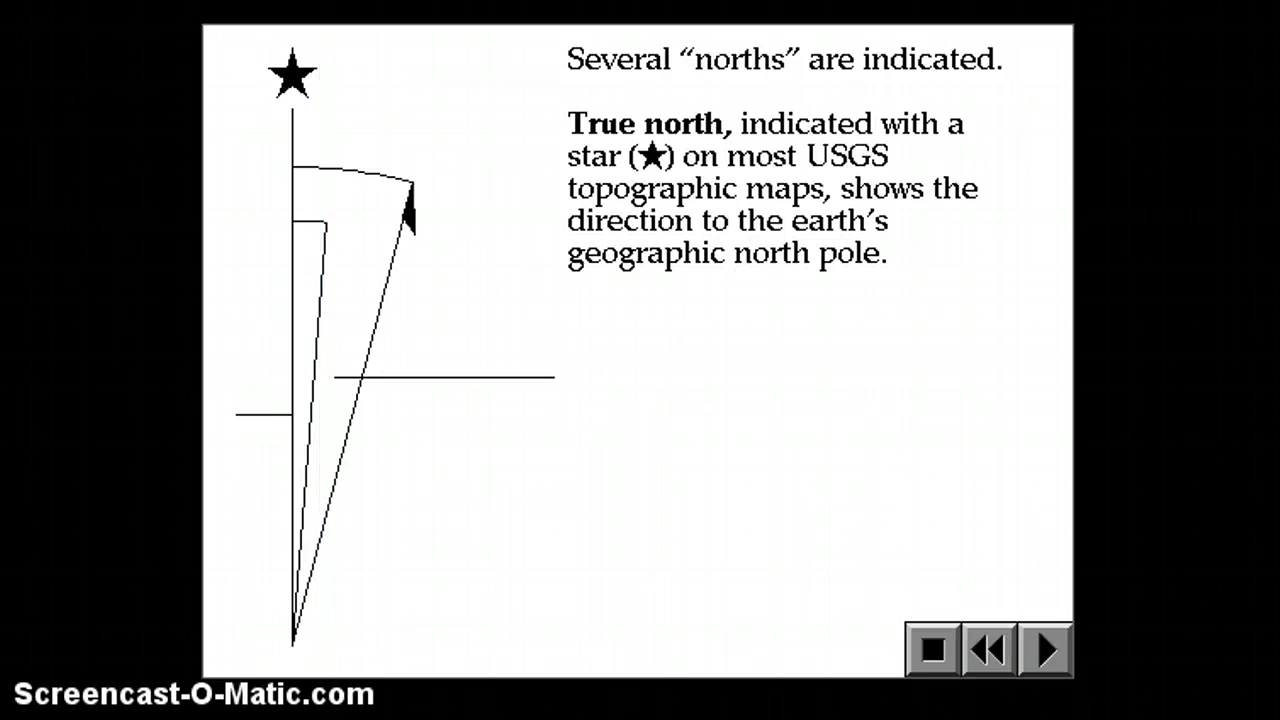 Several “norths” are indicated.
True north, indicated with a
star (★) on most USGS
topographic maps, shows the
direction to the earth’s
geographic north pole.
Screencast-O-Matic.com